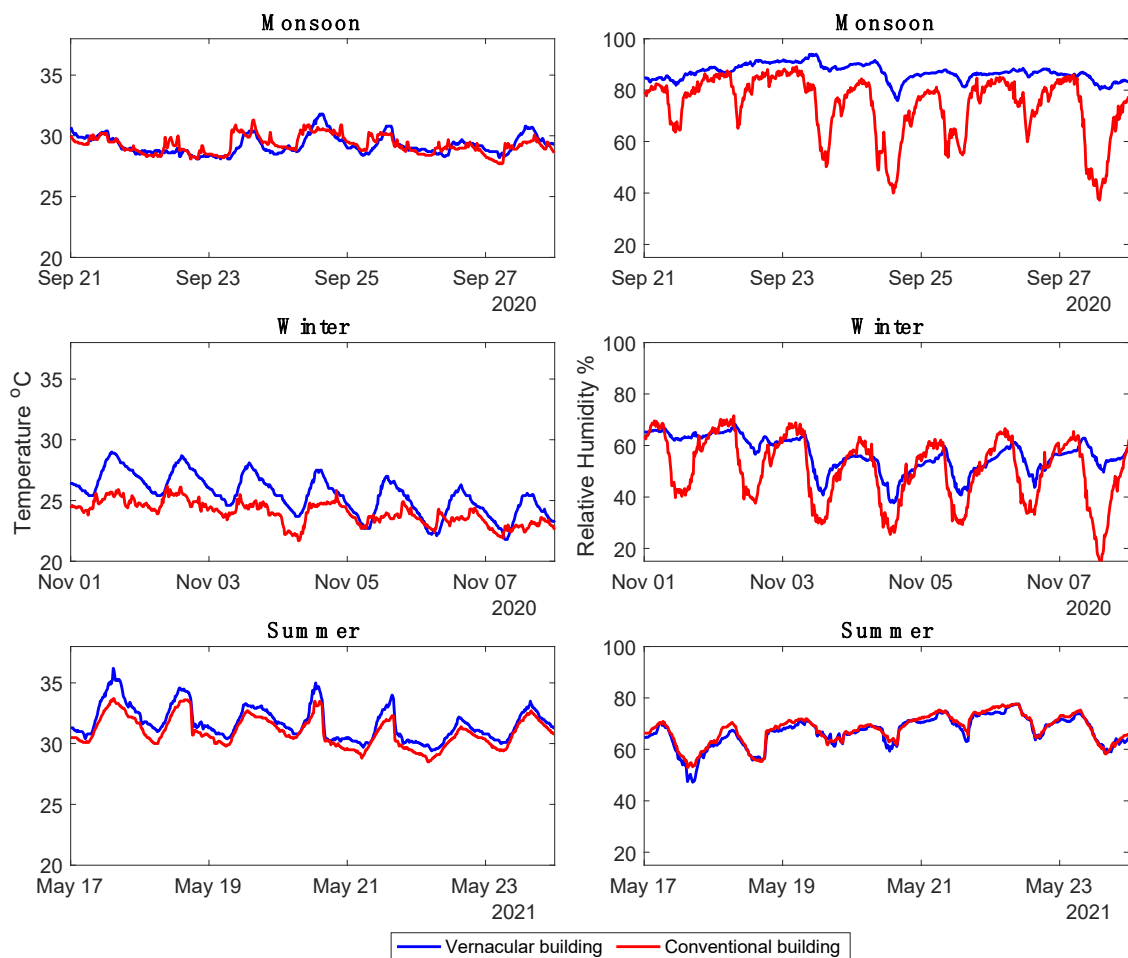 Monsoon
35
30
25
20
Sep 21
Sep 23
Sep 25
Sep 27
2020
Monsoon
100
80
60
40
20
Sep 21
Sep 23
Sep 25
Sep 27
2020
Winter
Temperature °C
35
30
25
20
Nov 01
Nov 03
Nov 05
Nov 07
2020
Winter
Relative Humidity %
100
80
60
40
20
Nov 01
Nov 03
Nov 05
Nov 07
2020
Summer
35
30
25
20
May 17
May 19
May 21
May 23
2021
Summer
100
80
60
40
20
May 17
May 19
May 21
May 23
2021
Vernacular building
Conventional building